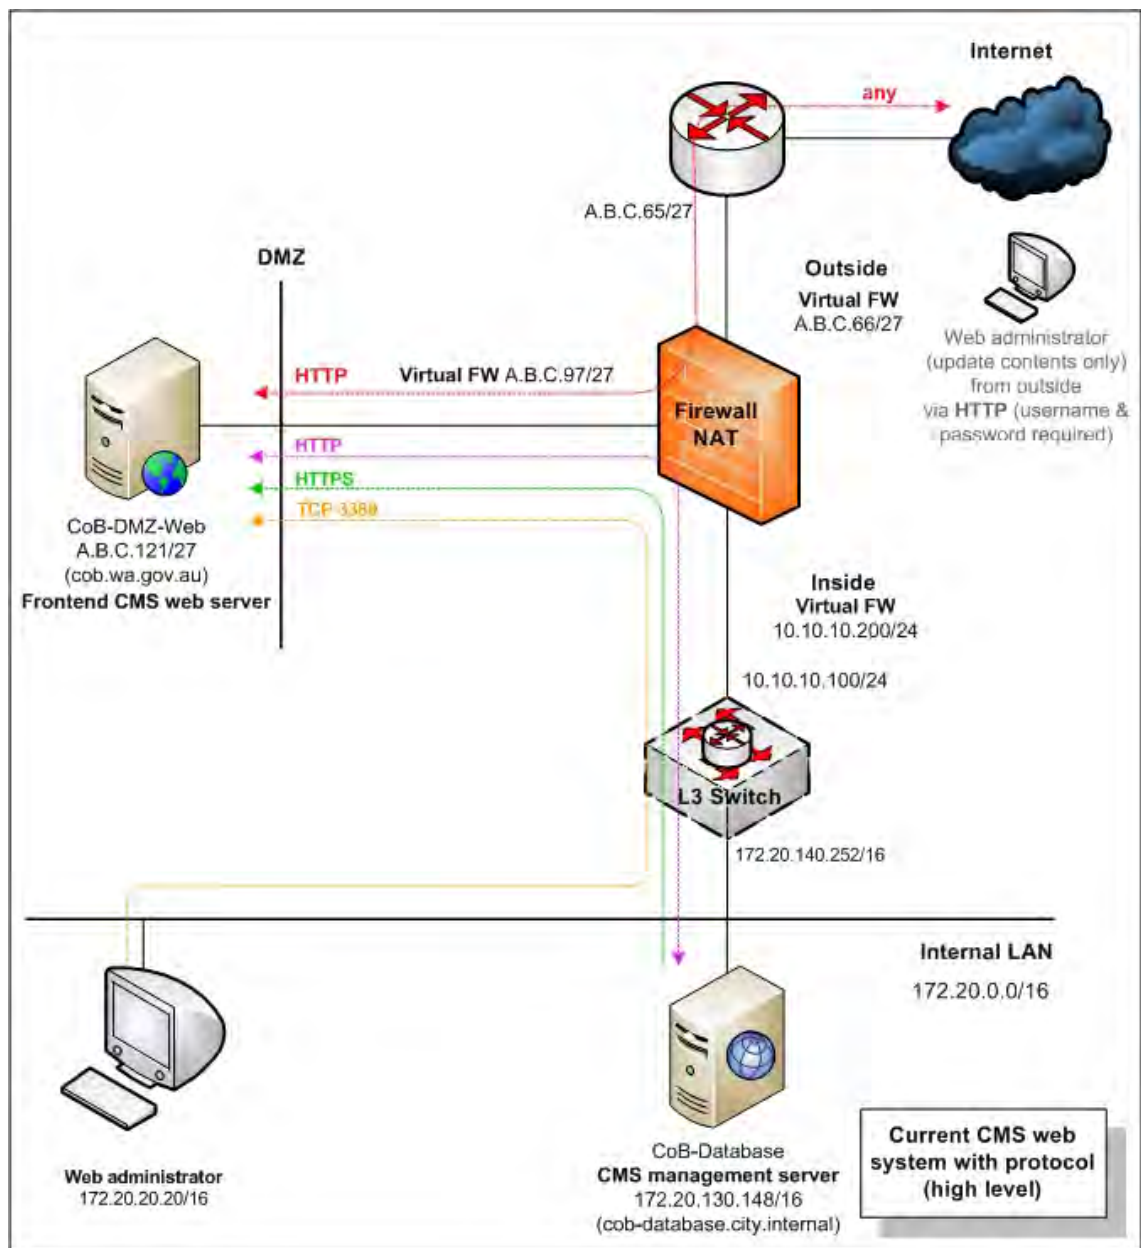 Internet
any
A.B.C.65/27
DMZ
Outside
Virtual FW
A.B.C.66/27
Web administrator
(update contents only)
from outside
via HTTP (username &
password required)
HTTP
Virtual FW A.B.C.97/27
Firewall
NAT
HTTP
HTTPS
TCP 3389
CoB-DMZ-Web
A.B.C.121/27
(cob.wa.gov.au)
Frontend CMS web server
Inside
Virtual FW
10.10.10.200/24
10.10.10.100/24
L3 Switch
172.20.140.252/16
Internal LAN
172.20.0.0/16
Web administrator
172.20.20.20/16
CoB-Database
CMS management server
172.20.130.148/16
(cob-database.city.internal)
Current CMS web
system with protocol
(high level)